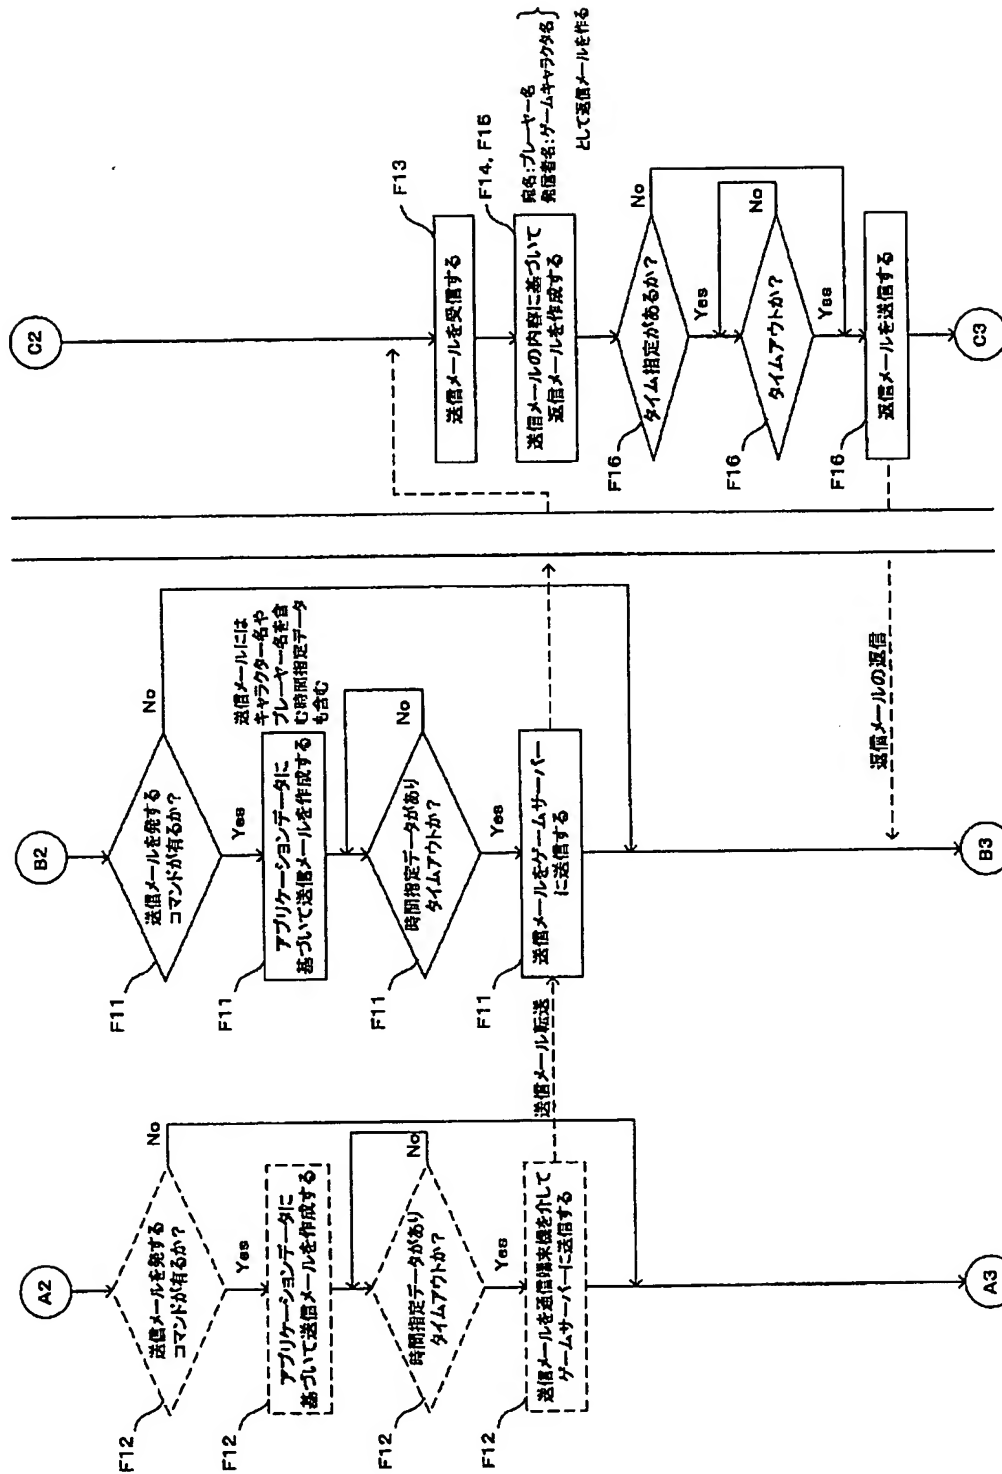 A2
送信メールを発する
コマンドが有るか?
No
Yes
F12
アプリケーションデータに
基づいて送信メールを作成する
F12
時間指定データがあり
タイムアウトか?
No
Yes
F12
送信メールを通信端末機を介して
ゲームサーバーに送信する
F12
A3
送信メール転送
B2
送信メールを発する
コマンドが有るか?
No
Yes
F11
アプリケーションデータに
基づいて送信メールを作成する
F11
送信メールには
キャラクター名や
プレーヤー名を含
む時間指定データ
も含む
時間指定データがあり
タイムアウトか?
No
Yes
F11
送信メールをゲームサーバー
に送信する
F11
返信メールの返信
B3
C2
送信メールを受信する
F13
送信メールの内容に基づいて
返信メールを作成する
F14, F15
宛名:プレーヤー名
発信者名:ゲームキャラクタ名
として返信メールを作る
タイム指定があるか?
No
Yes
F16
タイムアウトか?
No
Yes
F16
返信メールを送信する
F16
C3